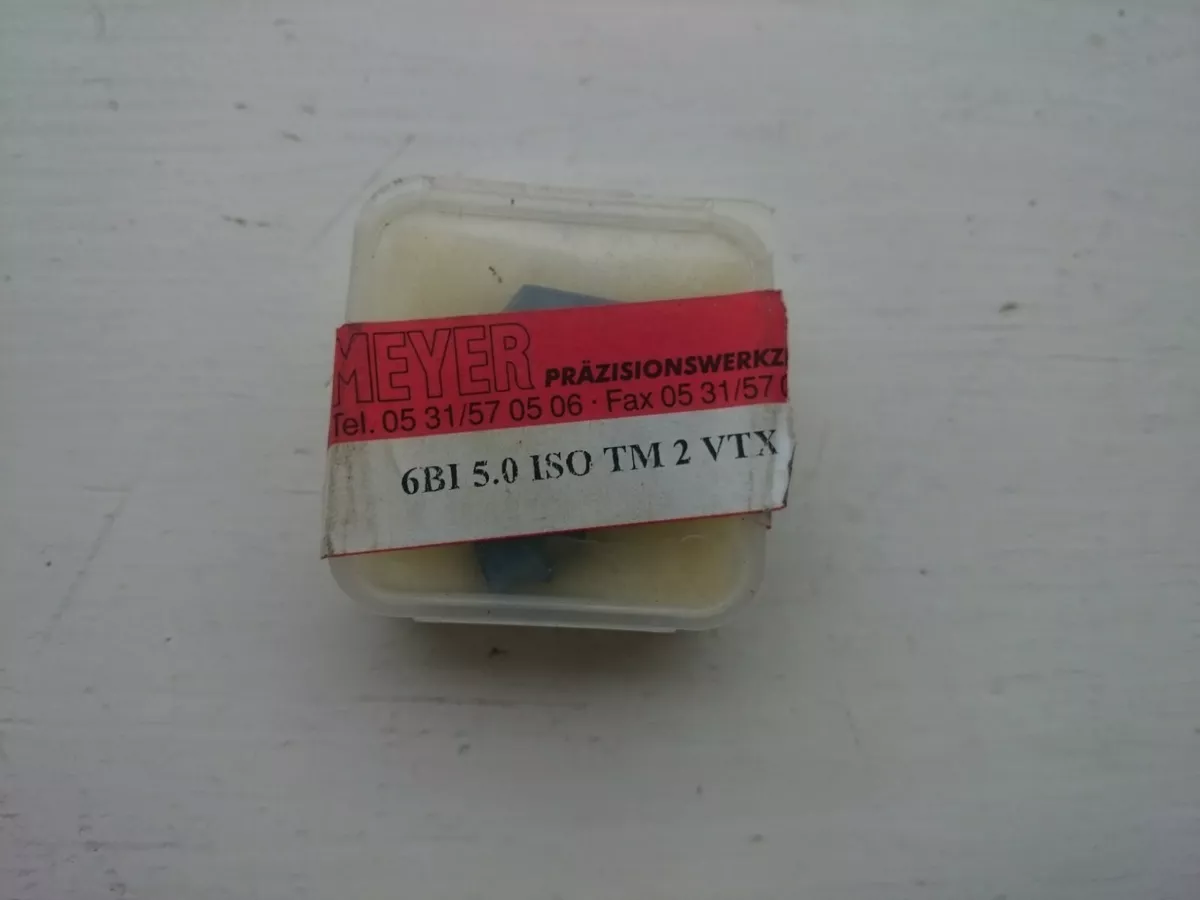 MEYER PRÄZISIONSWERKZ
Tel. 05 31/57 05 06 · Fax 05 31/57 0
6BI 5.0 ISO TM 2 VTX